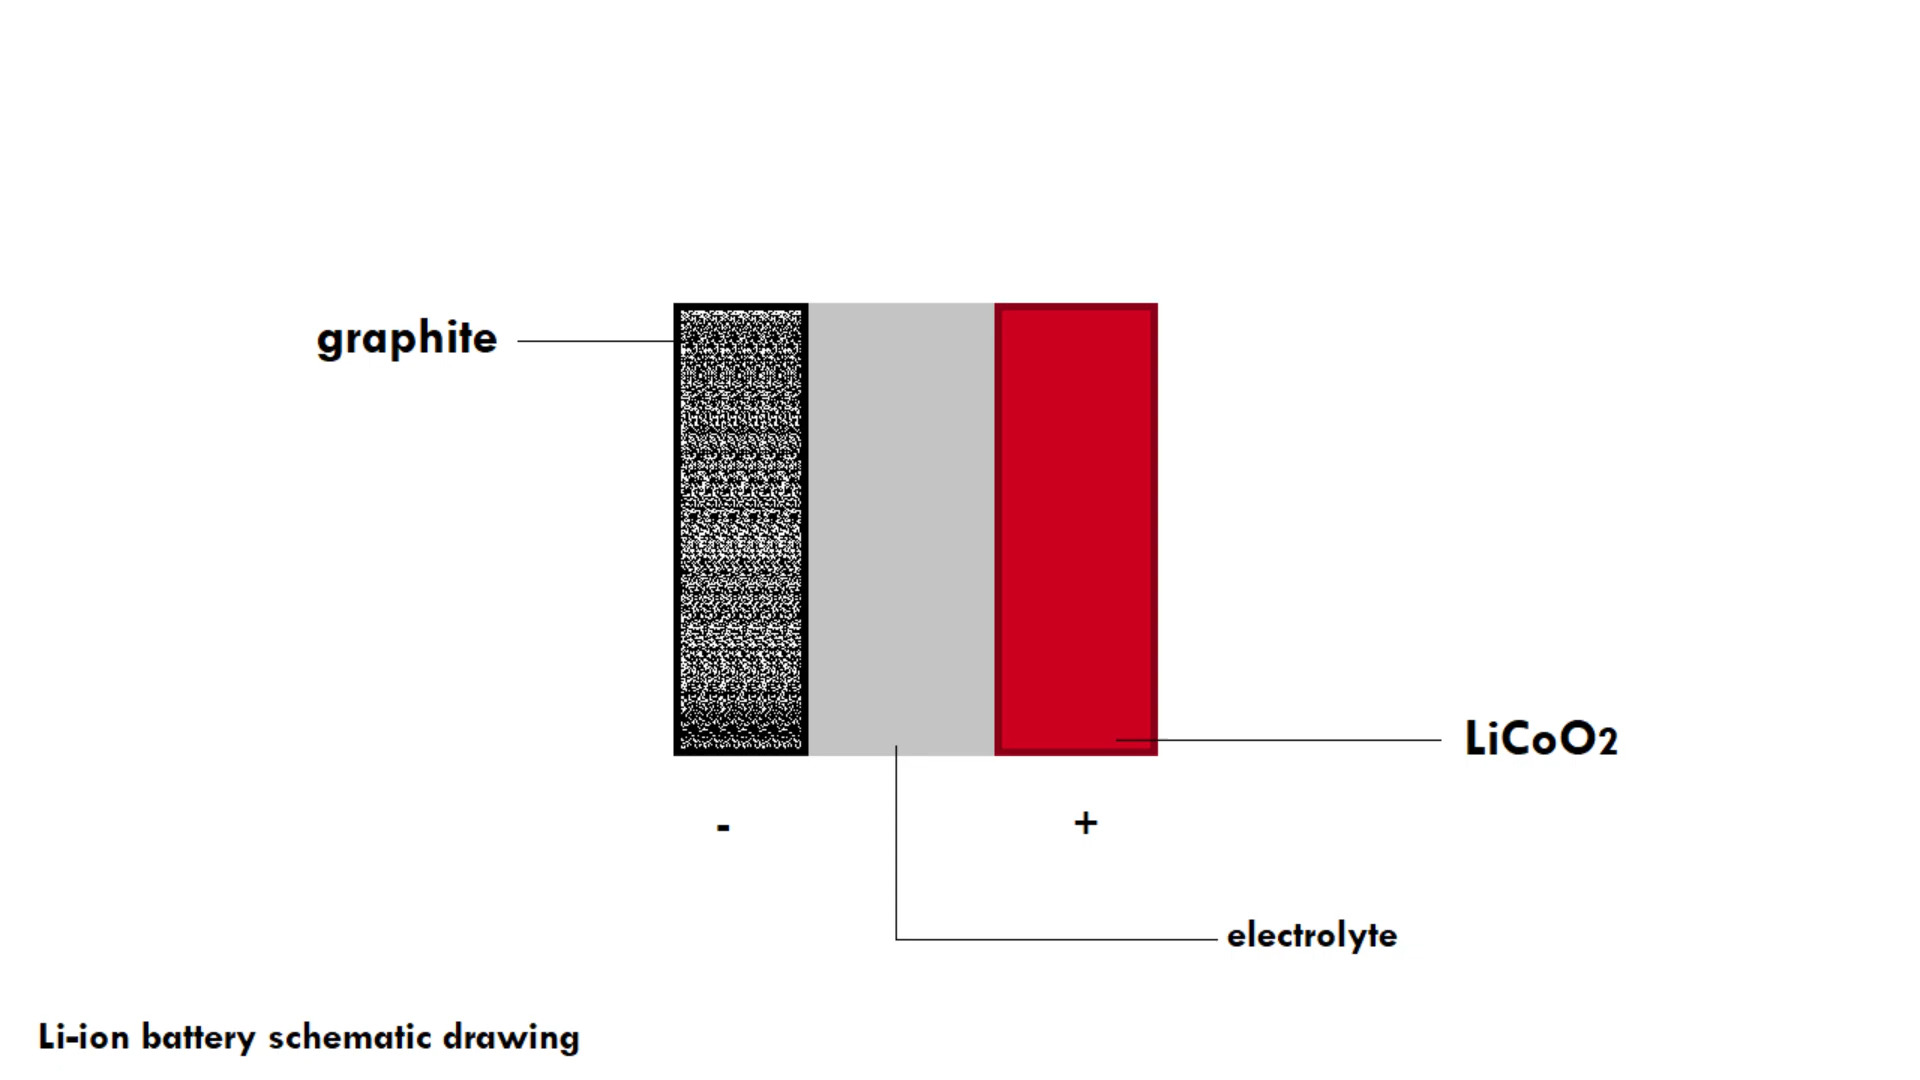 graphite
LiCoO2
-
+
electrolyte
Li-ion battery schematic drawing